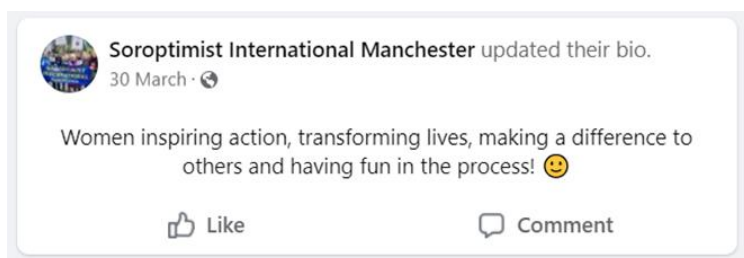 Soroptimist International Manchester updated their bio.
30 March ·
Women inspiring action, transforming lives, making a difference to
others and having fun in the process! 🙂
Like
Comment